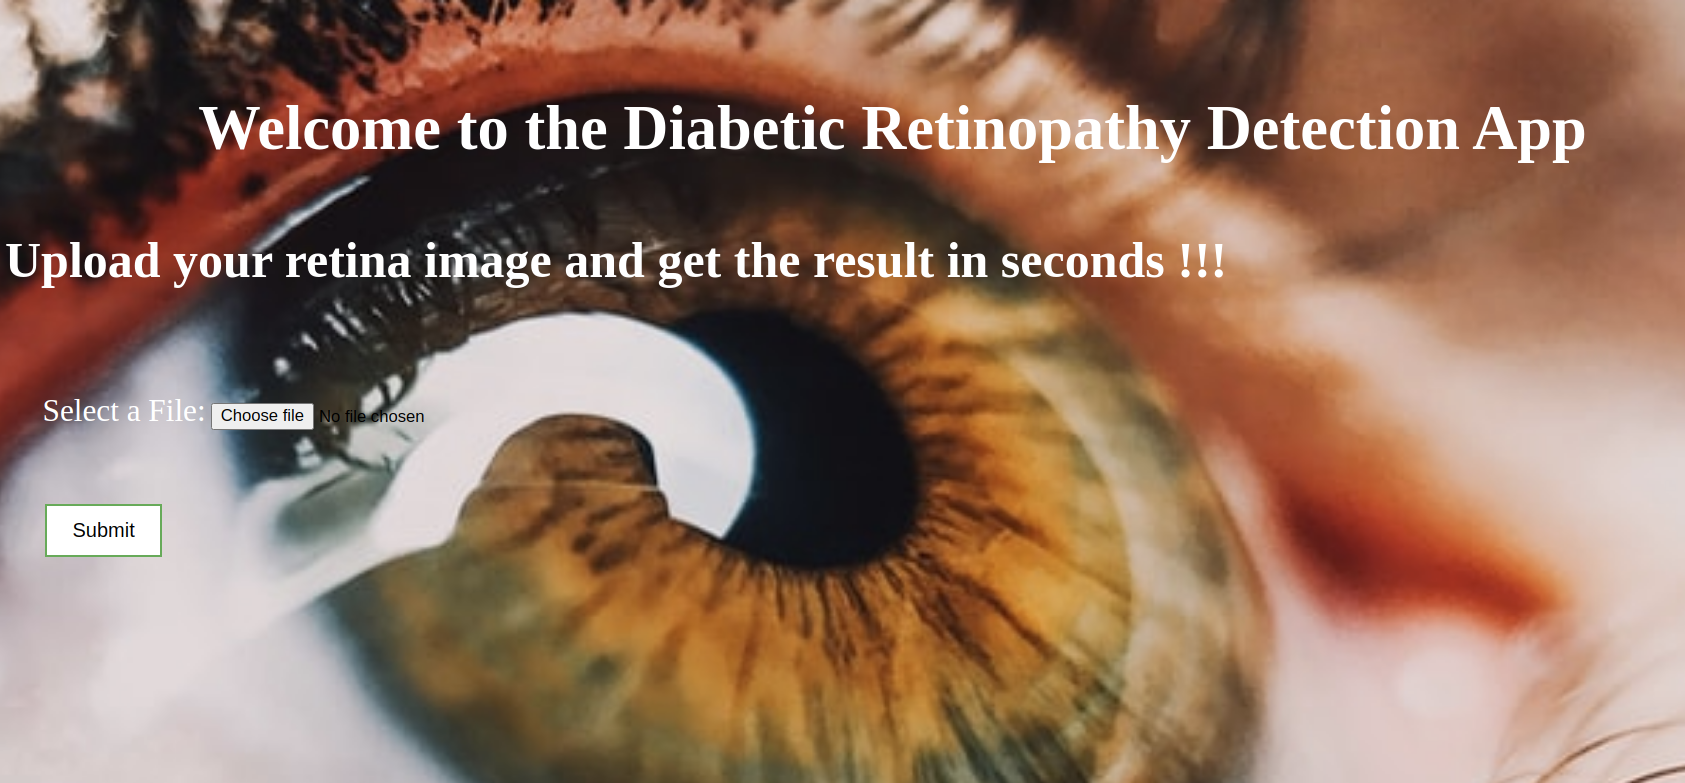 Welcome to the Diabetic Retinopathy Detection App
Upload your retina image and get the result in seconds !!!
Select a File: Choose file No file chosen
Submit